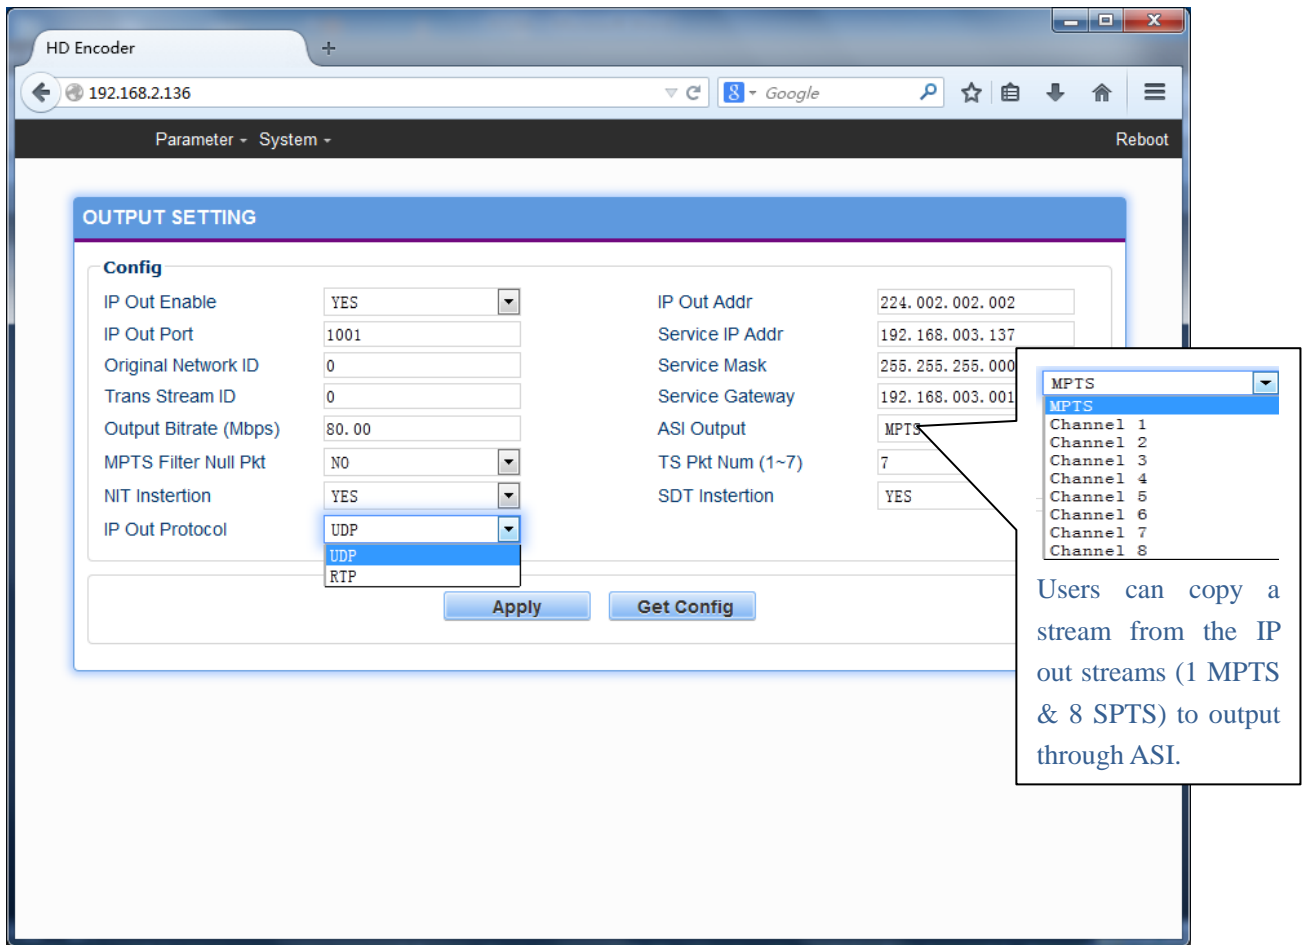 HD Encoder
192.168.2.136
Google
Parameter System Reboot
OUTPUT SETTING
Config
IP Out Enable YES IP Out Addr 224.002.002.002
IP Out Port 1001 Service IP Addr 192.168.003.137
Original Network ID 0 Service Mask 255.255.255.000
Trans Stream ID 0 Service Gateway 192.168.003.001
Output Bitrate (Mbps) 80.00 ASI Output MPTS
MPTS Filter Null Pkt NO TS Pkt Num (1~7) 7
NIT Instertion YES SDT Instertion YES
IP Out Protocol UDP
UDP
RTP
Apply Get Config
MPTS
MPTS
Channel 1
Channel 2
Channel 3
Channel 4
Channel 5
Channel 6
Channel 7
Channel 8
Users can copy a
stream from the IP
out streams (1 MPTS
& 8 SPTS) to output
through ASI.